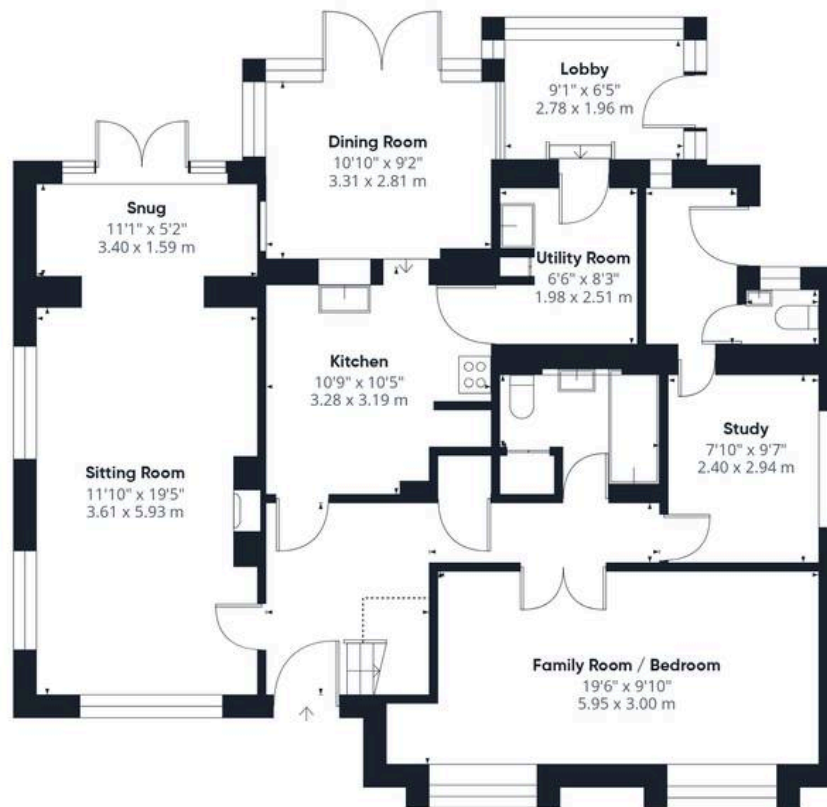 Lobby
9'1" x 6'5"
2.78 x 1.96 m
Dining Room
10'10" x 9'2"
3.31 x 2.81 m
Snug
11'1" x 5'2"
3.40 x 1.59 m
Utility Room
6'6" x 8'3"
1.98 x 2.51 m
Kitchen
10'9" x 10'5"
3.28 x 3.19 m
Study
7'10" x 9'7"
2.40 x 2.94 m
Sitting Room
11'10" x 19'5"
3.61 x 5.93 m
Family Room / Bedroom
19'6" x 9'10"
5.95 x 3.00 m